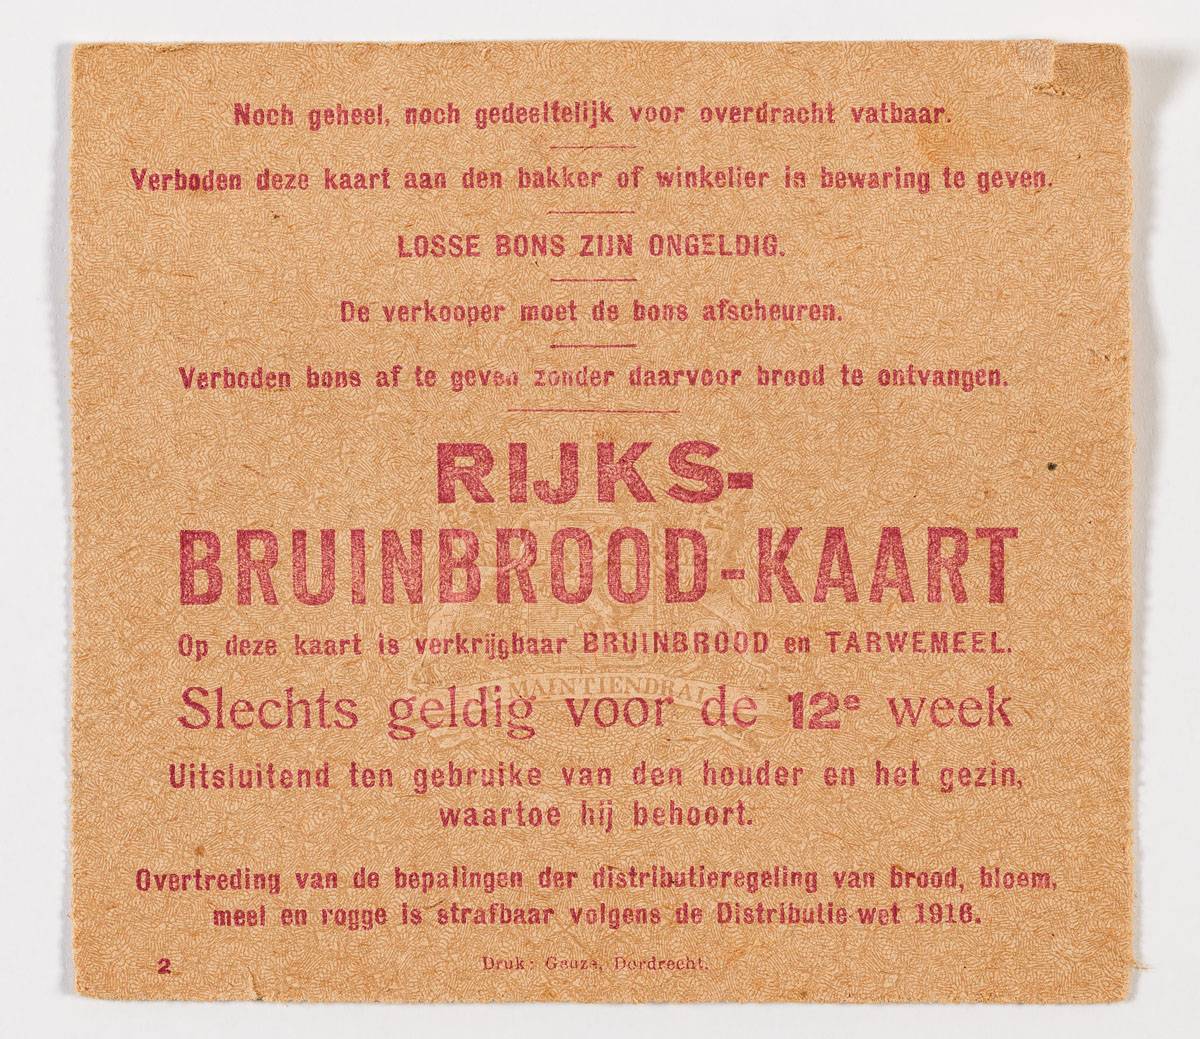 Noch geheel, noch gedeeltelijk voor overdracht vatbaar.
Verboden deze kaart aan den bakker of winkelier in bewaring te geven.
LOSSE BONS ZIJN ONGELDIG.
De verkooper moet de bons afscheuren.
Verboden bons af te geven zonder daarvoor brood te ontvangen.
RIJKS-
BRUINBROOD-KAART
Op deze kaart is verkrijgbaar BRUINBROOD en TARWEMEEL.
MAINTIENDRAI
Slechts geldig voor de 12e week
Uitsluitend ten gebruike van den houder en het gezin,
waartoe hij behoort.
Overtreding van de bepalingen der distributieregeling van brood, bloem,
meel en rogge is strafbaar volgens de Distributie-wet 1916.
2 Druk: Geuze, Dordrecht.